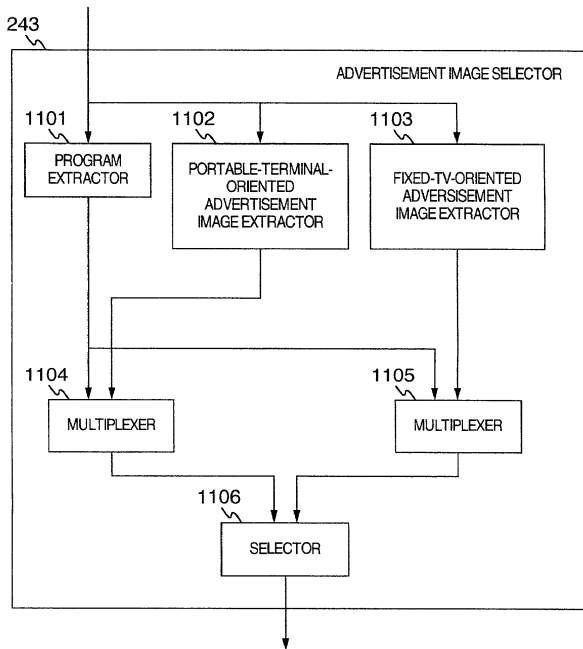 243
ADVERTISEMENT IMAGE SELECTOR
1101
PROGRAM
EXTRACTOR
1102
PORTABLE-TERMINAL-
ORIENTED
ADVERTISEMENT
IMAGE EXTRACTOR
1103
FIXED-TV-ORIENTED
ADVERSISEMENT
IMAGE EXTRACTOR
1104
MULTIPLEXER
1105
MULTIPLEXER
1106
SELECTOR